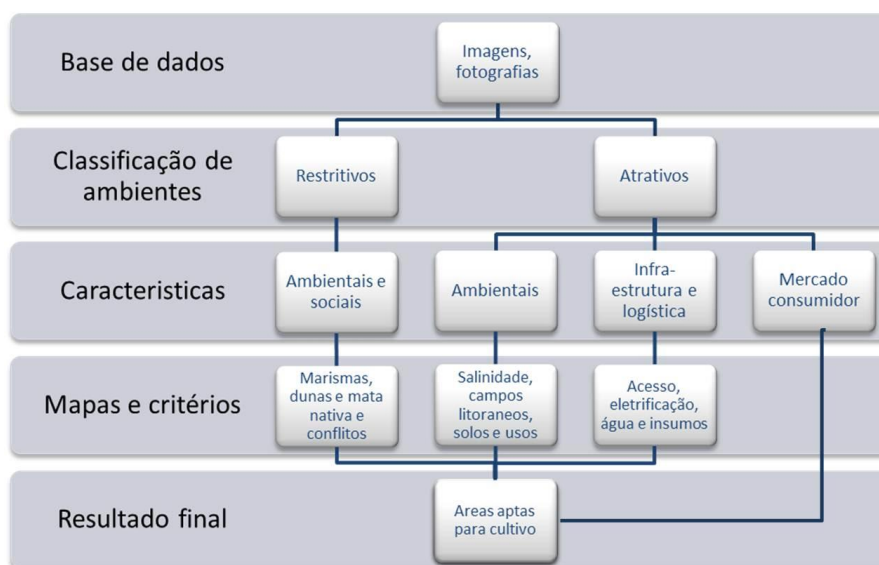 Base de dados
Imagens,
fotografias
Classificação de
ambientes
Restritivos
Atrativos
Caracteristicas
Ambientais e
sociais
Ambientais
Infra-
estrutura e
logística
Mercado
consumidor
Mapas e critérios
Marismas,
dunas e mata
nativa e
conflitos
Salinidade,
campos
litoraneos,
solos e usos
Acesso,
eletrificação,
água e insumos
Resultado final
Areas aptas
para cultivo